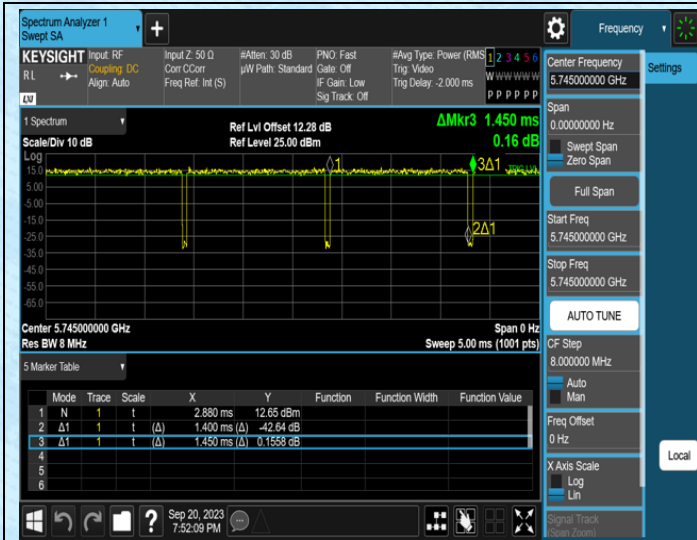 Spectrum Analyzer 1
Swept SA
Frequency
KEYSIGHT
RL
Input: RF
Coupling: DC
Align: Auto
Input Z: 50 Ω
Corr CCorr
Freq Ref: Int (S)
#Atten: 30 dB
µW Path: Standard
PNO: Fast
Gate: Off
IF Gain: Low
Sig Track: Off
#Avg Type: Power (RMS
Trig: Video
Trig Delay: -2.000 ms
1 2 3 4 5 6
W W W W W W
P P P P P P
LXI
1 Spectrum
Scale/Div 10 dB
Ref Lvl Offset 12.28 dB
Ref Level 25.00 dBm
ΔMkr3 1.450 ms
0.16 dB
Log
15.0
5.00
-5.00
-15.0
-25.0
-35.0
-45.0
-55.0
-65.0
1
3Δ1
TRIG LVL
2Δ1
Center 5.745000000 GHz
Res BW 8 MHz
Span 0 Hz
Sweep 5.00 ms (1001 pts)
5 Marker Table
Mode Trace Scale X Y Function Function Width Function Value
1 N 1 t 2.880 ms 12.65 dBm
2 Δ1 1 t (Δ) 1.400 ms (Δ) -42.64 dB
3 Δ1 1 t (Δ) 1.450 ms (Δ) 0.1558 dB
4
5
6
Sep 20, 2023
7:52:09 PM
Center Frequency
5.745000000 GHz
Span
0.00000000 Hz
Swept Span
Zero Span
Full Span
Start Freq
5.745000000 GHz
Stop Freq
5.745000000 GHz
AUTO TUNE
CF Step
8.000000 MHz
Auto
Man
Freq Offset
0 Hz
X Axis Scale
Log
Lin
Signal Track
(Span Zoom)
Settings
Local